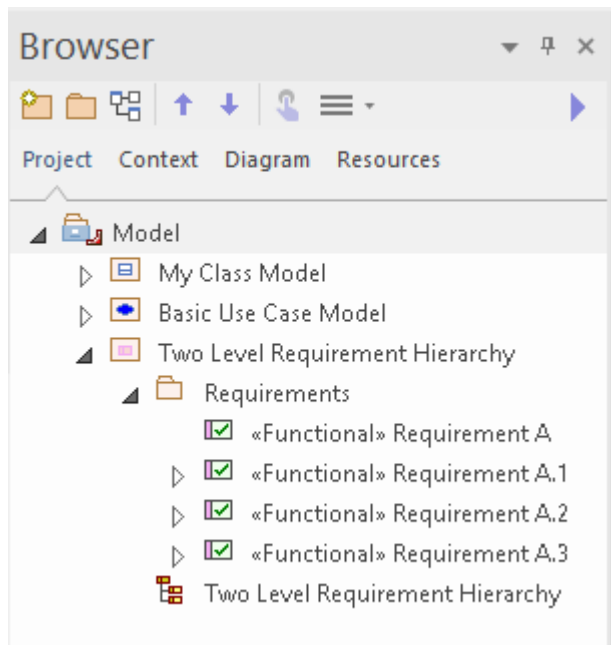 Browser
Project Context Diagram Resources
Model
My Class Model
Basic Use Case Model
Two Level Requirement Hierarchy
Requirements
«Functional» Requirement A
«Functional» Requirement A.1
«Functional» Requirement A.2
«Functional» Requirement A.3
Two Level Requirement Hierarchy